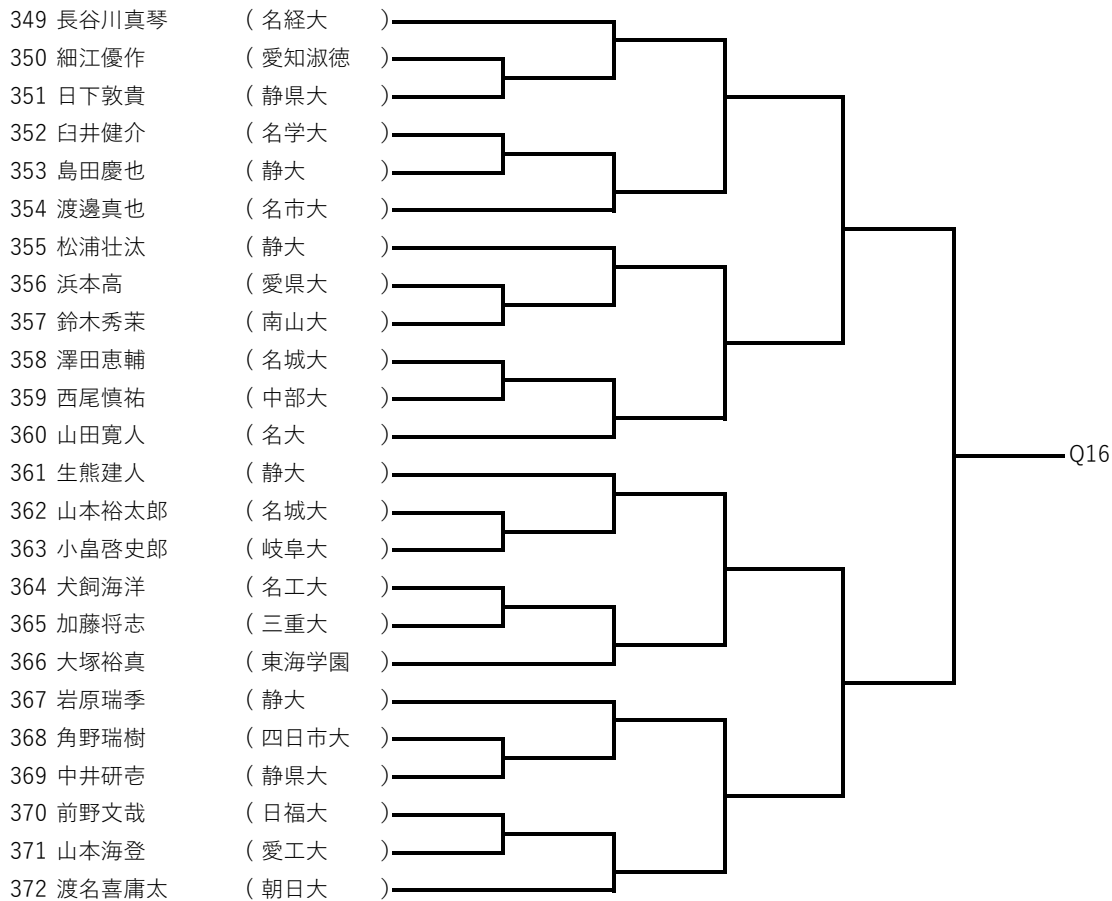 349 長谷川真琴 ( 名経大 )
350 細江優作 ( 愛知淑徳 )
351 日下敦貴 ( 静県大 )
352 臼井健介 ( 名学大 )
353 島田慶也 ( 静大 )
354 渡邊真也 ( 名市大 )
355 松浦壮汰 ( 静大 )
356 浜本高 ( 愛県大 )
357 鈴木秀茉 ( 南山大 )
358 澤田恵輔 ( 名城大 )
359 西尾慎祐 ( 中部大 )
360 山田寛人 ( 名大 )
Q16
361 生熊建人 ( 静大 )
362 山本裕太郎 ( 名城大 )
363 小畠啓史郎 ( 岐阜大 )
364 犬飼海洋 ( 名工大 )
365 加藤将志 ( 三重大 )
366 大塚裕真 ( 東海学園 )
367 岩原瑞季 ( 静大 )
368 角野瑞樹 ( 四日市大 )
369 中井研壱 ( 静県大 )
370 前野文哉 ( 日福大 )
371 山本海登 ( 愛工大 )
372 渡名喜庸太 ( 朝日大 )